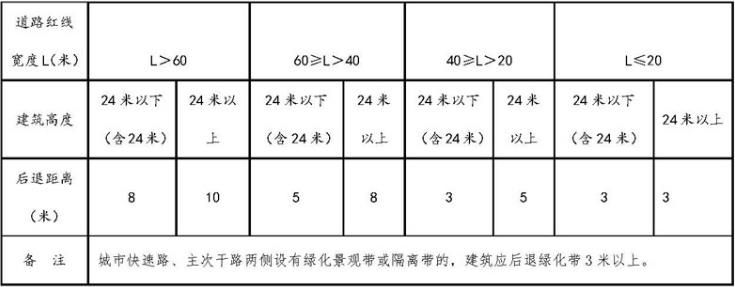 道路红线
宽度L(米)
L＞60
60≥L＞40
40≥L＞20
L≤20
建筑高度
24米以下
(含24米)
24米以
上
24米以下
(含24米)
24米
以上
24米以下
(含24米)
24米
以上
24米以下
(含24米)
24米以上
后退距离
(米)
8
10
5
8
3
5
3
3
备 注
城市快速路、主次干路两侧设有绿化景观带或隔离带的，建筑应后退绿化带3米以上。